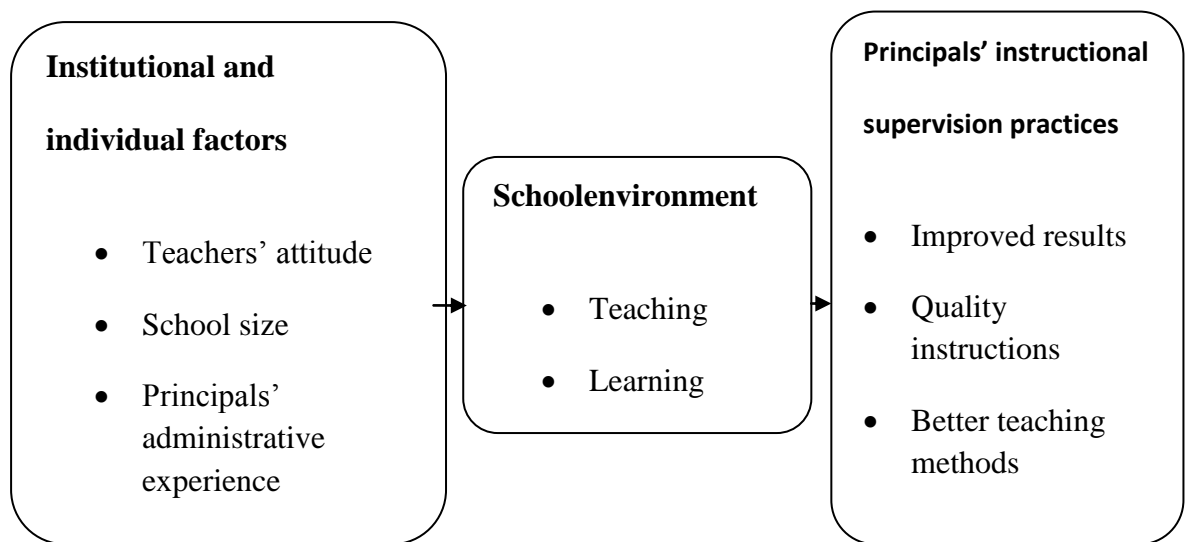 Institutional and
individual factors
• Teachers’ attitude
• School size
• Principals’
administrative
experience
Schoolenvironment
• Teaching
• Learning
Principals’ instructional
supervision practices
• Improved results
• Quality
instructions
• Better teaching
methods